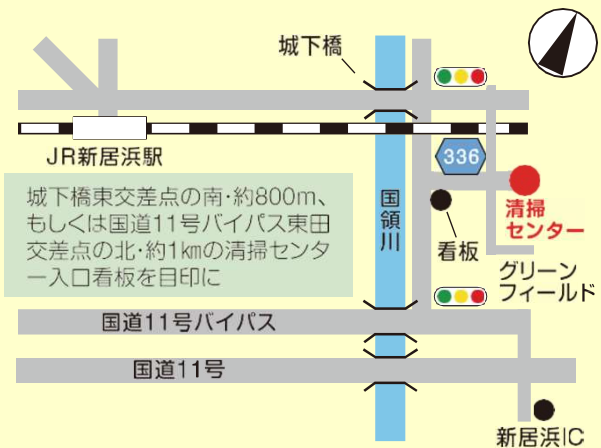 城下橋
JR新居浜駅
336
城下橋東交差点の南・約800m、
もしくは国道11号バイパス東田
交差点の北・約1kmの清掃センタ
ー入口看板を目印に
国領川
清掃
センター
看板
グリーン
フィールド
国道11号バイパス
国道11号
新居浜IC